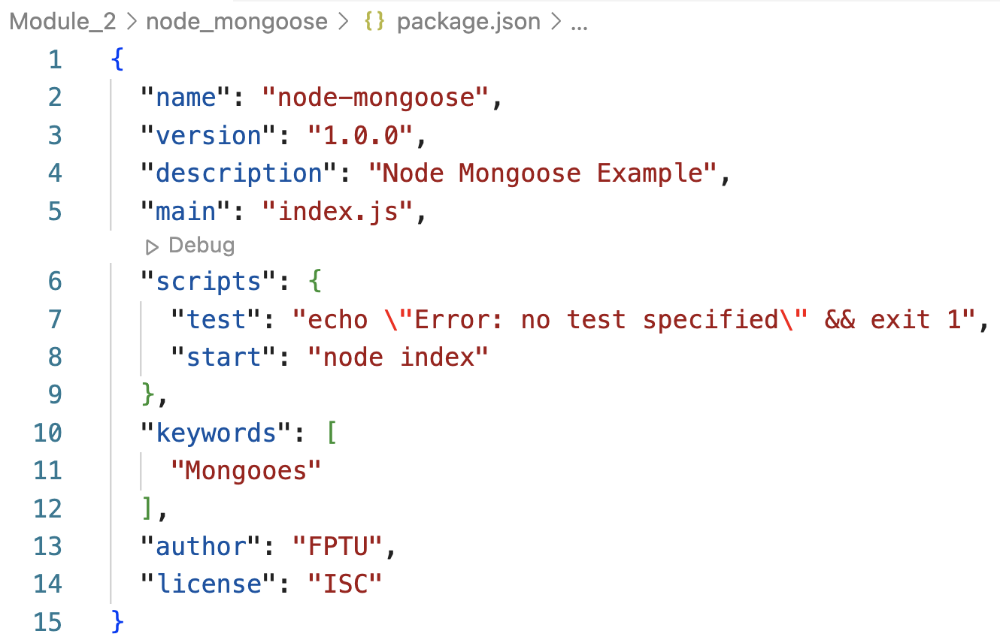 Module_2 > node_mongoose > {} package.json > ...
1 {
2 "name": "node-mongoose",
3 "version": "1.0.0",
4 "description": "Node Mongoose Example",
5 "main": "index.js",
Debug
6 "scripts": {
7 "test": "echo \"Error: no test specified\" && exit 1",
8 "start": "node index"
9 },
10 "keywords": [
11 "Mongooes"
12 ],
13 "author": "FPTU",
14 "license": "ISC"
15 }